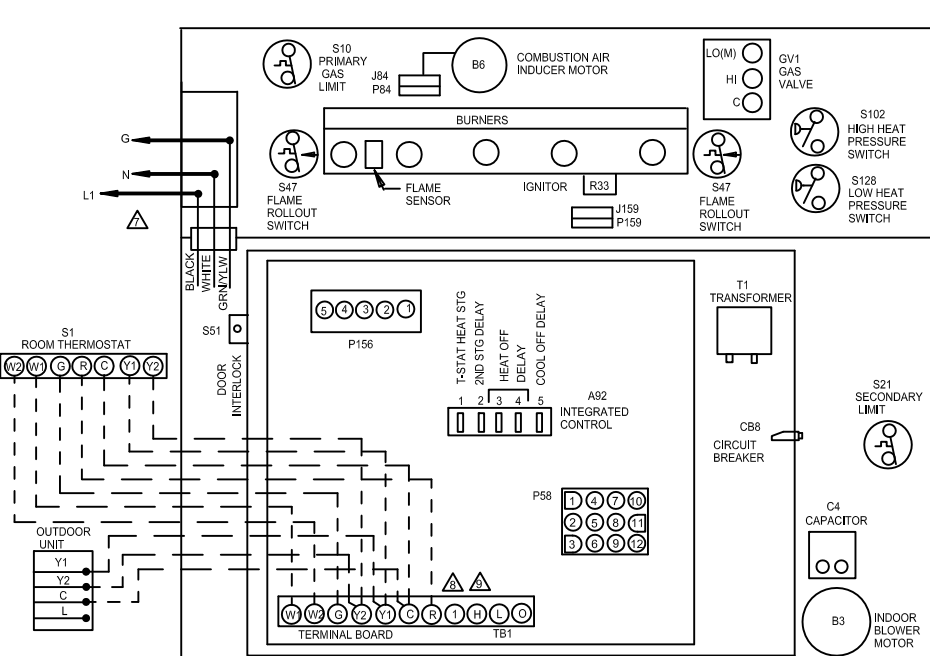 S10
PRIMARY
GAS
LIMIT
J84
P84
B6
COMBUSTION AIR
INDUCER MOTOR
LO(M)
HI
C
GV1
GAS
VALVE
BURNERS
S102
HIGH HEAT
PRESSURE
SWITCH
G
N
L1
7
S47
FLAME
ROLLOUT
SWITCH
FLAME
SENSOR
IGNITOR
R33
J159
P159
S47
FLAME
ROLLOUT
SWITCH
S128
LOW HEAT
PRESSURE
SWITCH
BLACK
WHITE
GRN/YLW
S51
DOOR
INTERLOCK
5 4 3 2 1
P156
T1
TRANSFORMER
S1
ROOM THERMOSTAT
W2 W1 G R C Y1 Y2
T-STAT HEAT STG
2ND STG DELAY
HEAT OFF
DELAY
COOL OFF DELAY
1 2 3 4 5
A92
INTEGRATED
CONTROL
S21
SECONDARY
LIMIT
CB8
CIRCUIT
BREAKER
P58
1 4 7 10
2 5 8 11
3 6 9 12
C4
CAPACITOR
OUTDOOR
UNIT
Y1
Y2
C
L
8 9
W1 W2 G Y2 Y1 C R 1 H L O
TERMINAL BOARD
TB1
B3
INDOOR
BLOWER
MOTOR